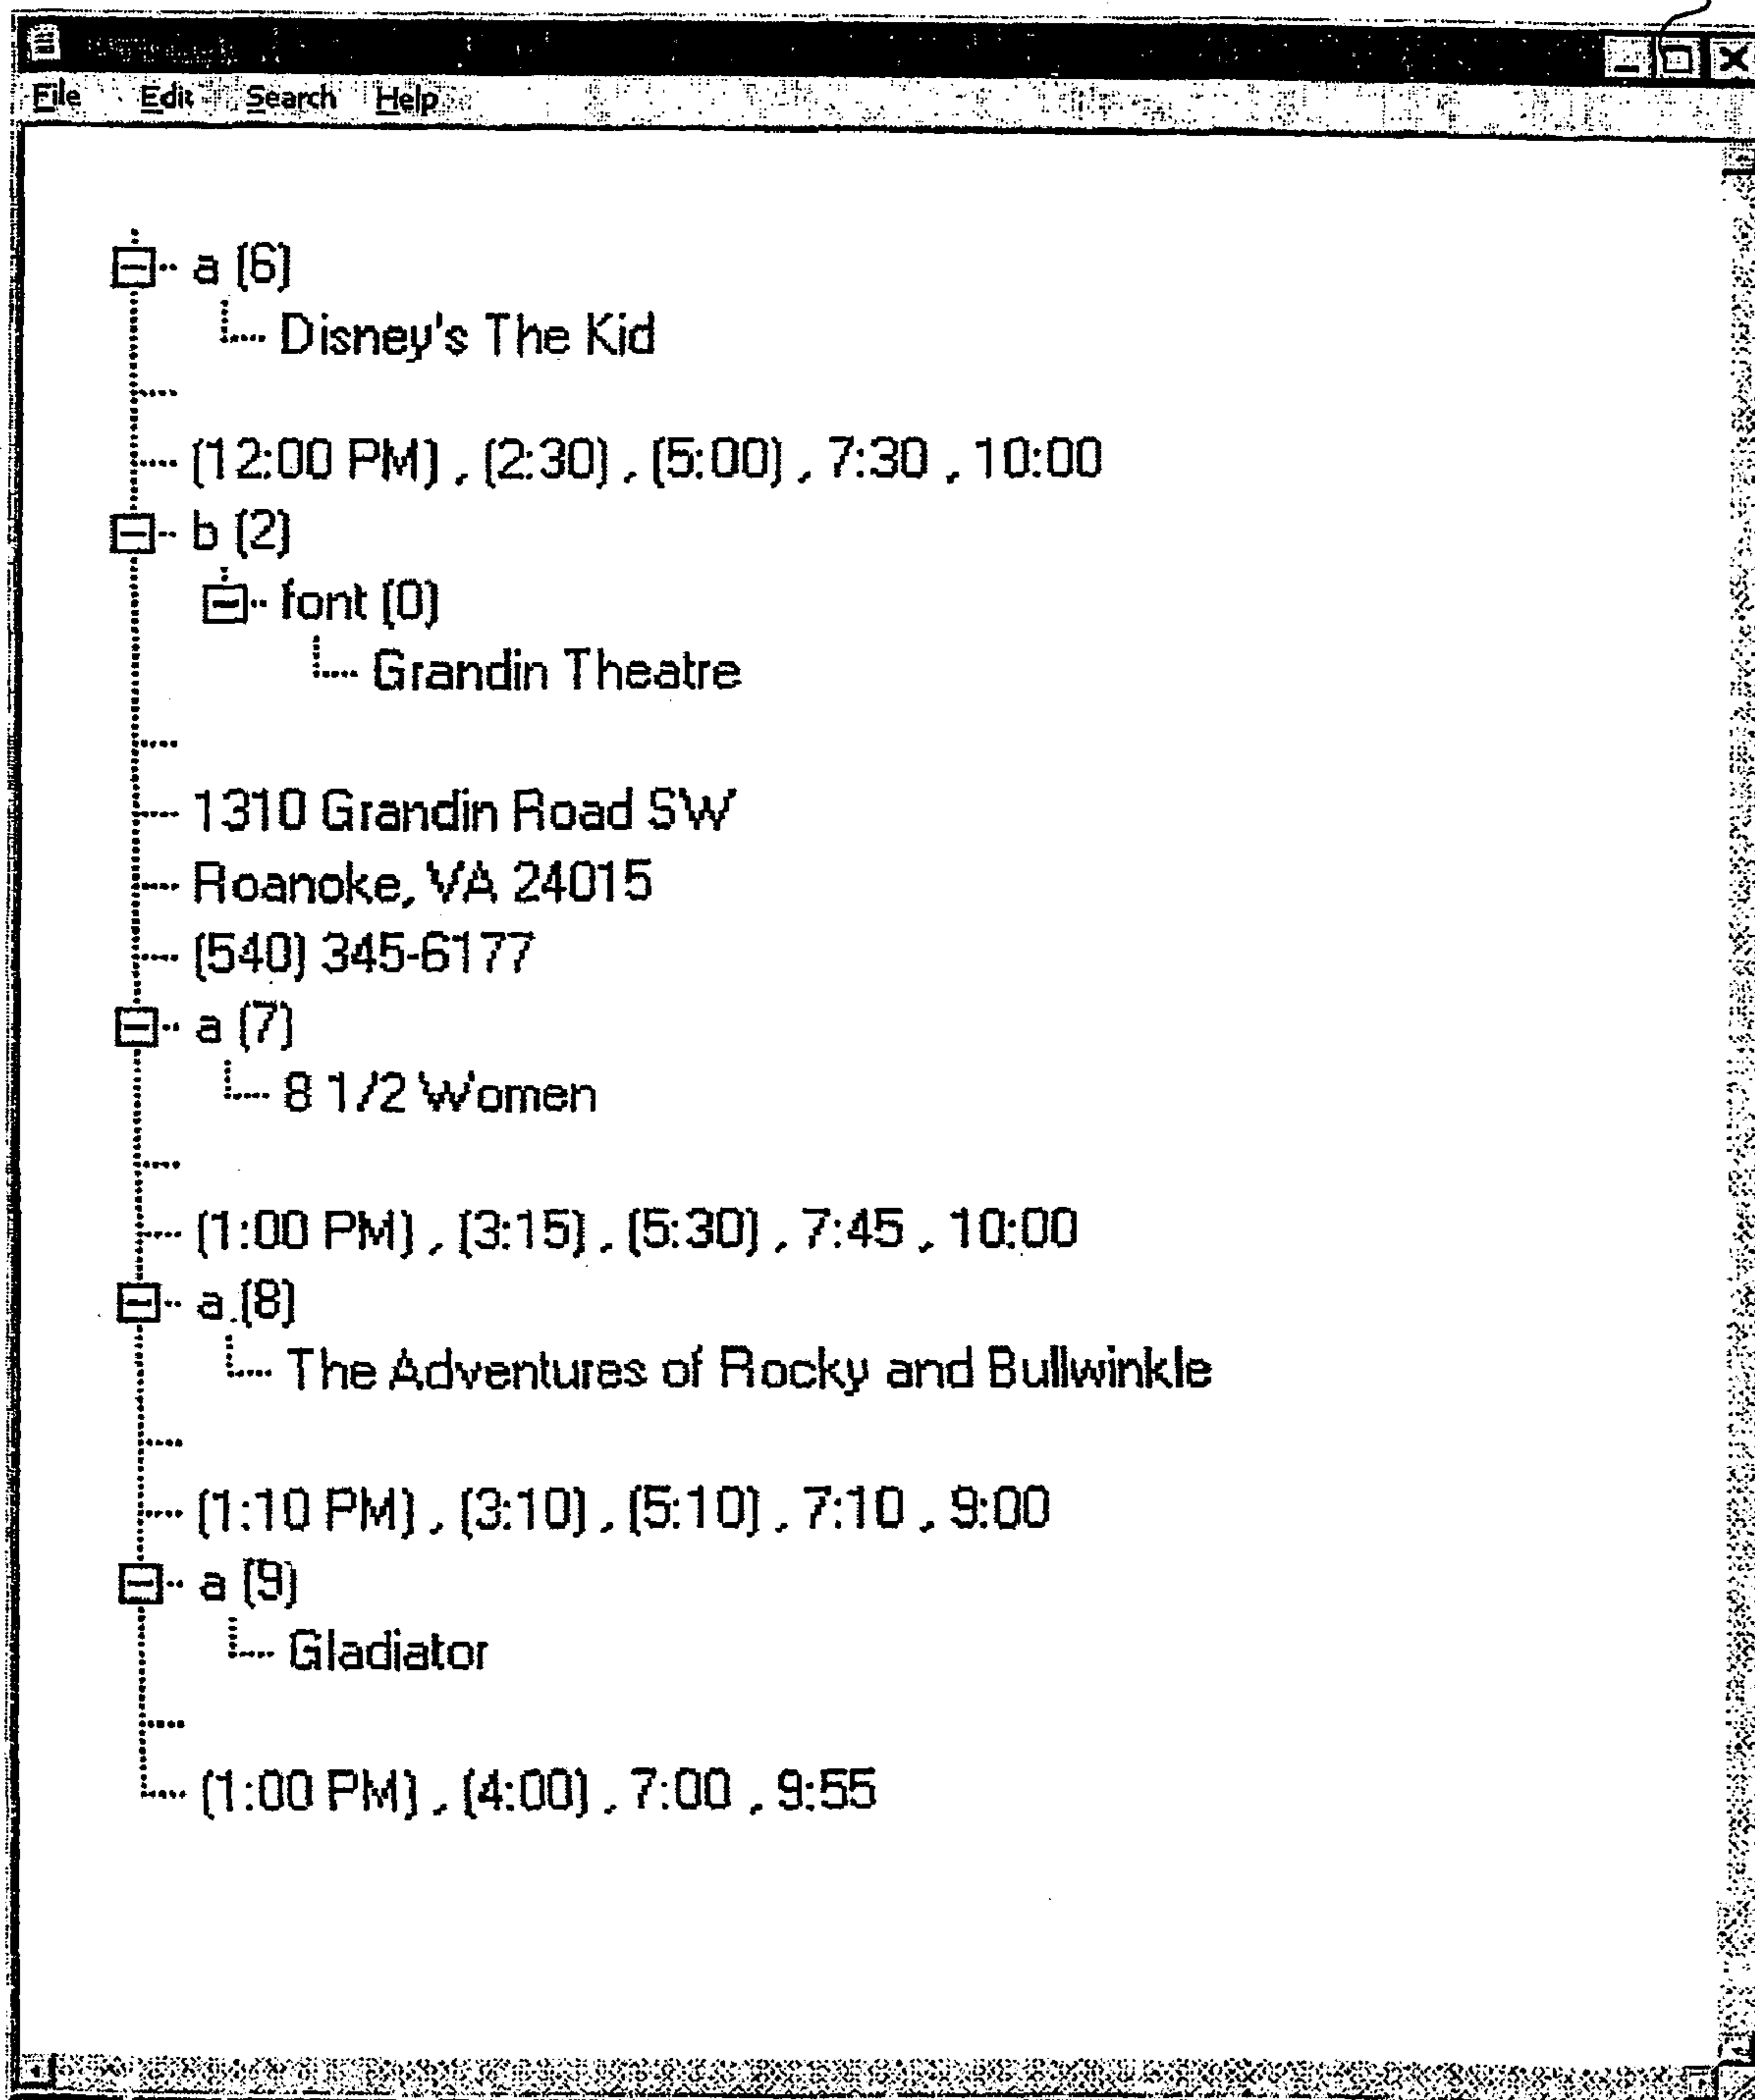 File Edit Search Help
a (6)
Disney's The Kid
(12:00 PM) , (2:30) , (5:00) , 7:30 , 10:00
b (2)
font (0)
Grandin Theatre
1310 Grandin Road SW
Roanoke, VA 24015
(540) 345-6177
a (7)
8 1/2 Women
(1:00 PM) , (3:15) , (5:30) , 7:45 , 10:00
a (8)
The Adventures of Rocky and Bullwinkle
(1:10 PM) , (3:10) , (5:10) , 7:10 , 9:00
a (9)
Gladiator
(1:00 PM) , (4:00) , 7:00 , 9:55